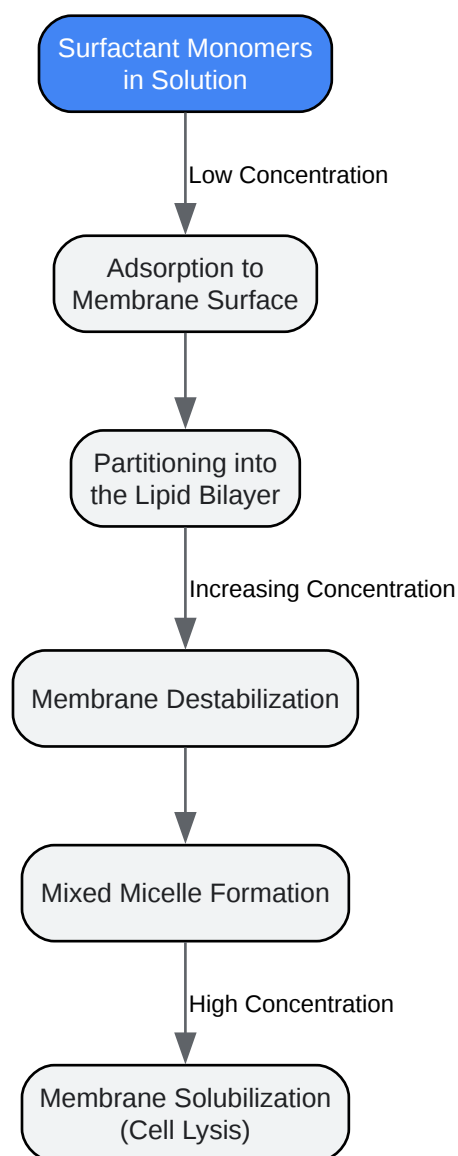 Surfactant Monomers
in Solution
Low Concentration
Adsorption to
Membrane Surface
Partitioning into
the Lipid Bilayer
Increasing Concentration
Membrane Destabilization
Mixed Micelle Formation
High Concentration
Membrane Solubilization
(Cell Lysis)